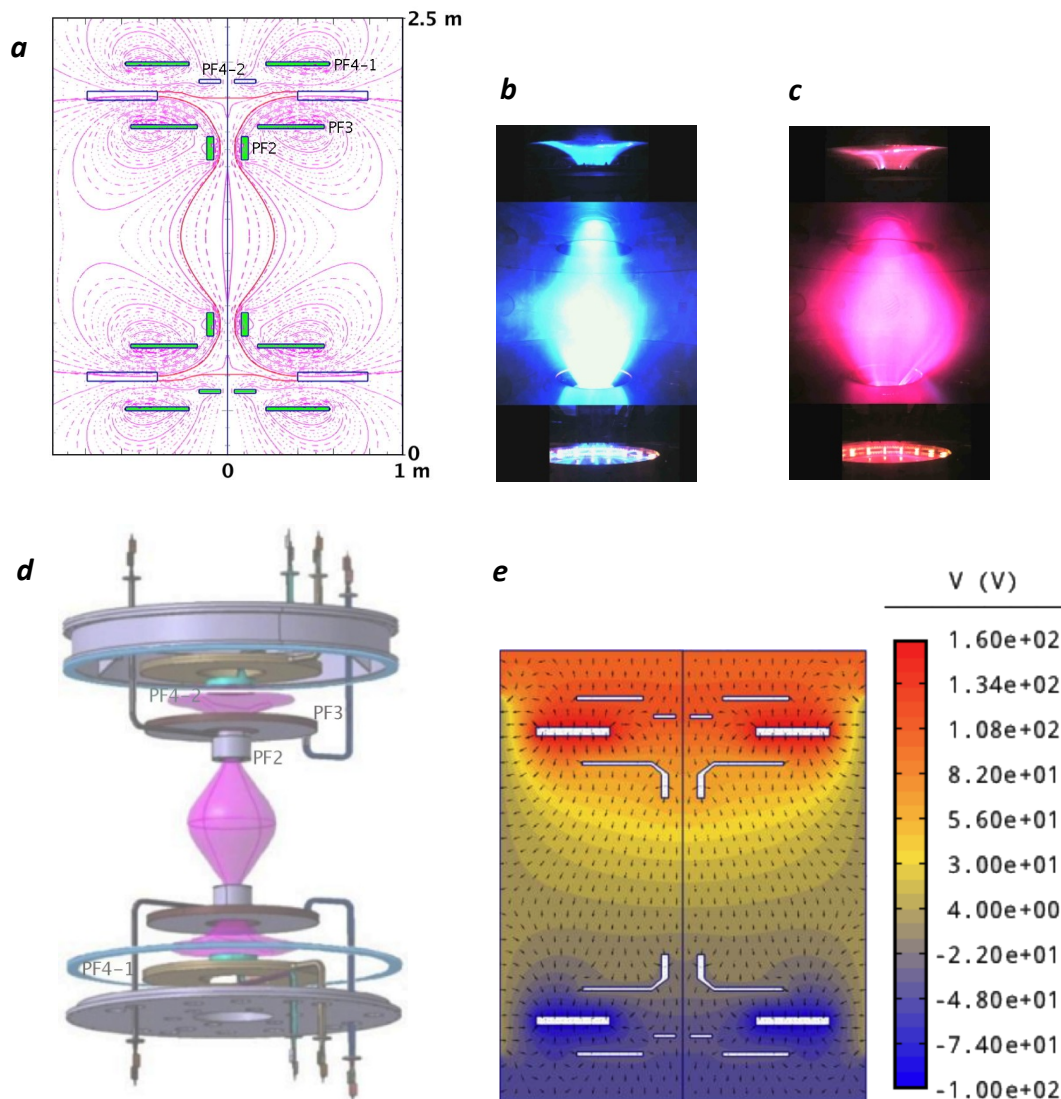 a
2.5 m
PF4-2
PF4-1
PF3
PF2
0
0
1 m
b
c
d
PF4-2
PF3
PF2
PF4-1
e
V (V)
1.60e+02
1.34e+02
1.08e+02
8.20e+01
5.60e+01
3.00e+01
4.00e+00
-2.20e+01
-4.80e+01
-7.40e+01
-1.00e+02